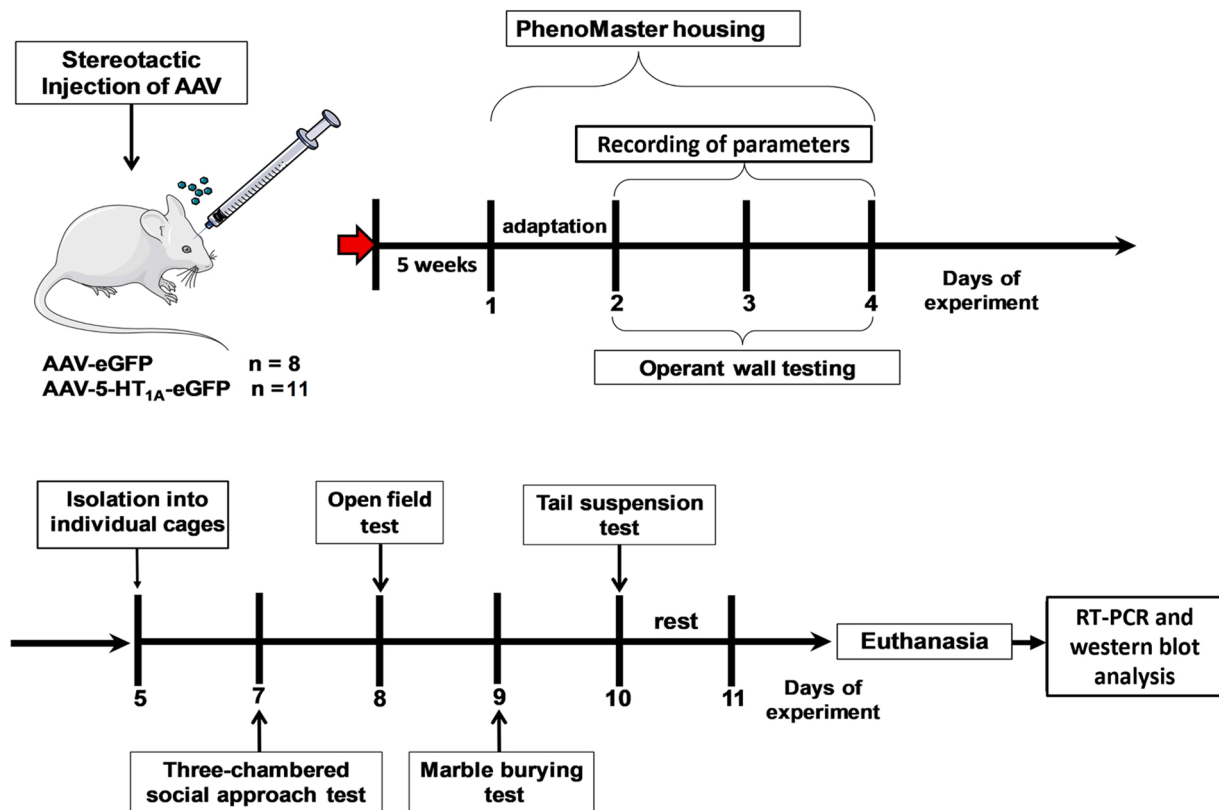 Stereotactic
Injection of AAV
PhenoMaster housing
Recording of parameters
adaptation
5 weeks
1
2
3
4
Days of
experiment
Operant wall testing
AAV-eGFP n = 8
AAV-5-HT1A-eGFP n =11
Isolation into
individual cages
Open field
test
Tail suspension
test
rest
5
7
8
9
10
11
Days of
experiment
Euthanasia
RT-PCR and
western blot
analysis
Three-chambered
social approach test
Marble burying
test